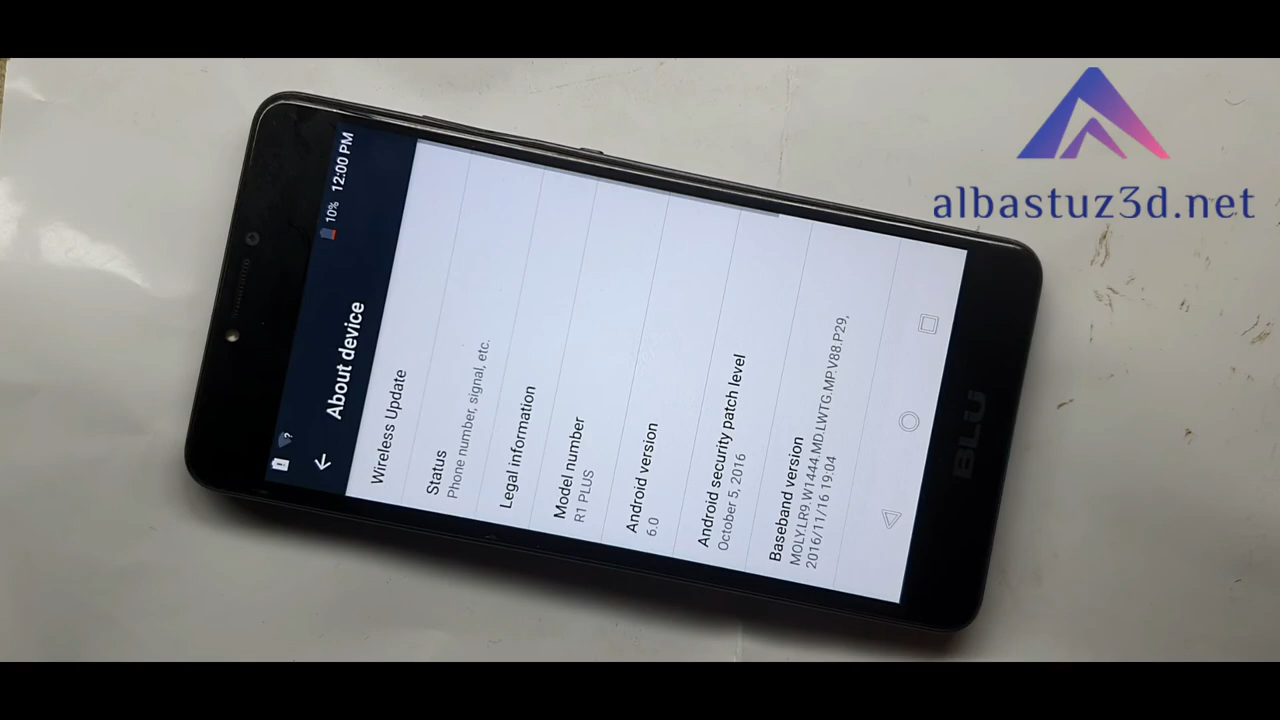 albastuz3d.net
10% 12:00 PM
About device
Wireless Update
Status
Phone number, signal, etc.
Legal information
Model number
R1 PLUS
Android version
6.0
Android security patch level
October 5, 2016
Baseband version
MOLY.LR9.W1444.MD.LWTG.MP.V88.P29,
2016/11/16 19:04
BLU